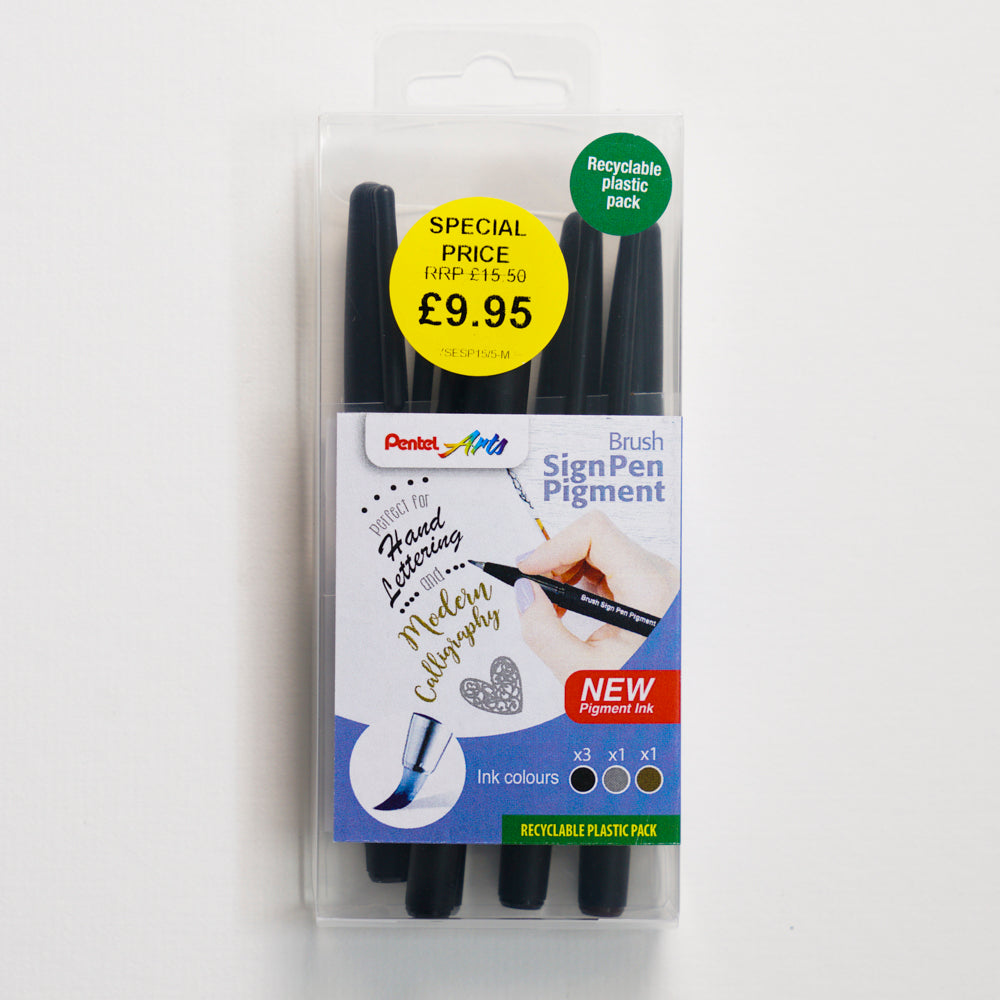 Recyclable
plastic
pack
SPECIAL
PRICE
RRP £15.50
£9.95
/SESP15/5-M
Pentel Arts
Brush
Sign Pen
Pigment
perfect for
Hand
Lettering
and
Modern
Calligraphy
Brush Sign Pen Pigment
NEW
Pigment Ink
x3 x1 x1
Ink colours
RECYCLABLE PLASTIC PACK